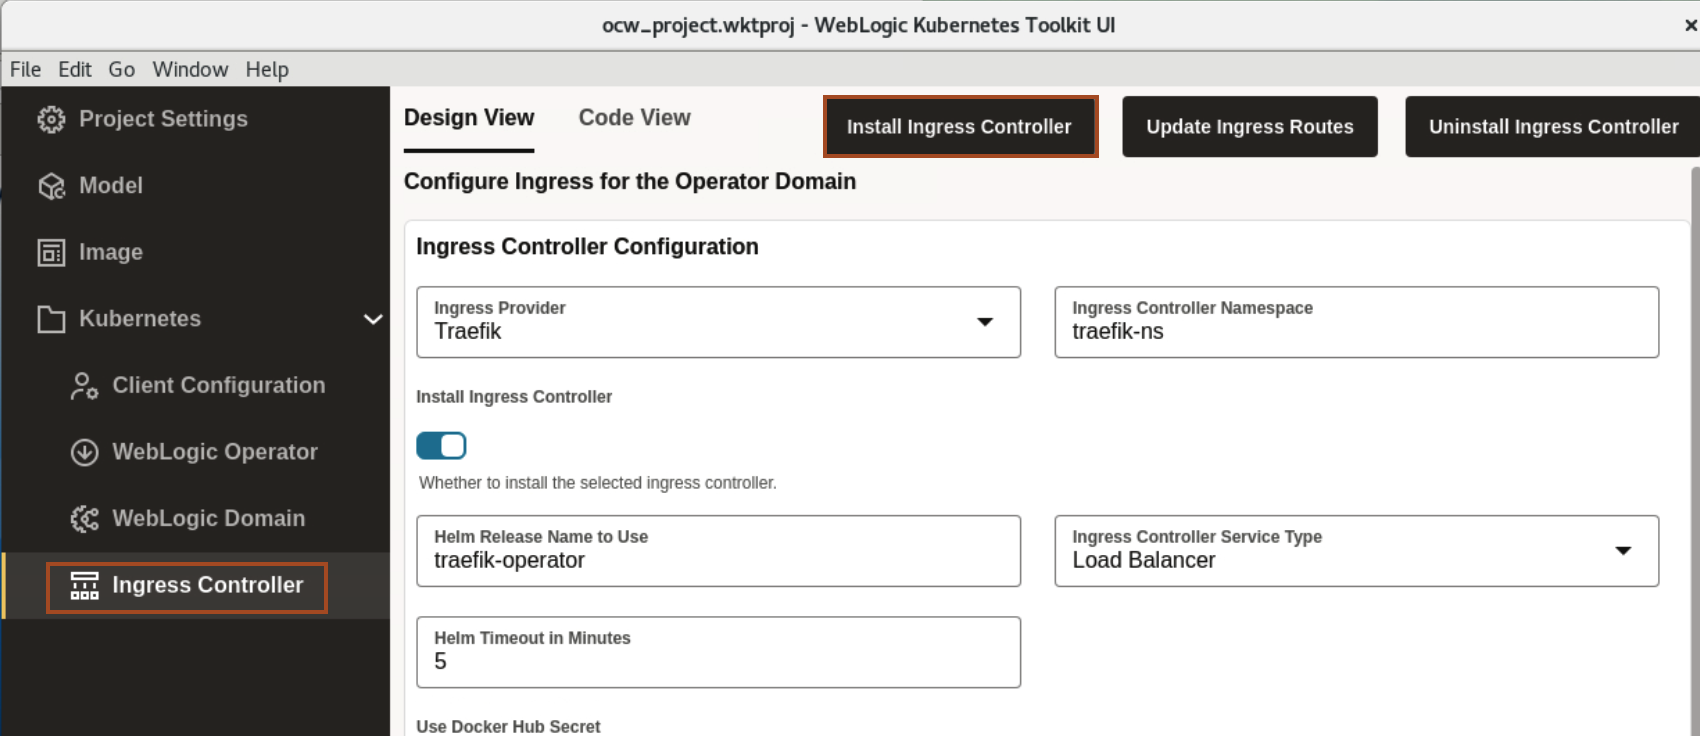 ocw_project.wktproj - WebLogic Kubernetes Toolkit UI
File Edit Go Window Help
Project Settings
Model
Image
Kubernetes
Client Configuration
WebLogic Operator
WebLogic Domain
Ingress Controller
Design View Code View Install Ingress Controller Update Ingress Routes Uninstall Ingress Controller
Configure Ingress for the Operator Domain
Ingress Controller Configuration
Ingress Provider
Traefik
Ingress Controller Namespace
traefik-ns
Install Ingress Controller
Whether to install the selected ingress controller.
Helm Release Name to Use
traefik-operator
Ingress Controller Service Type
Load Balancer
Helm Timeout in Minutes
5
Use Docker Hub Secret